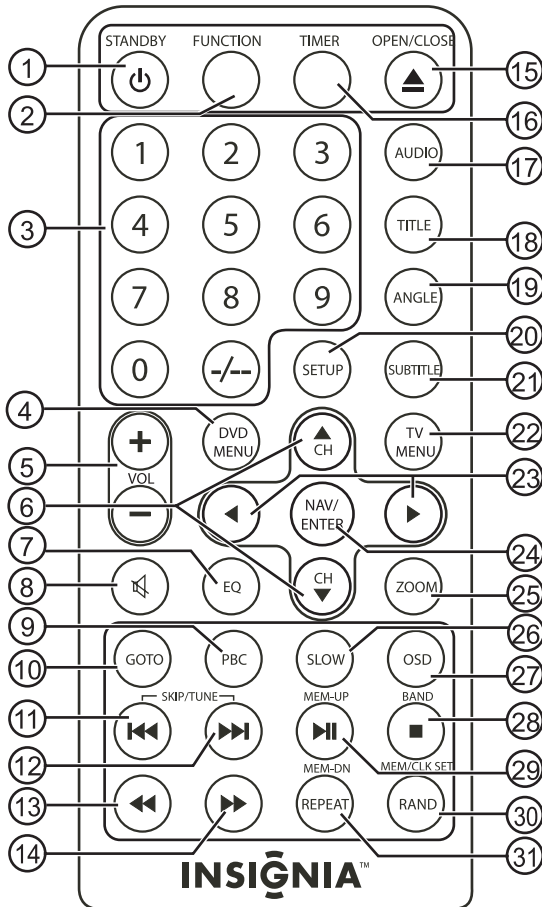 STANDBY FUNCTION TIMER OPEN/CLOSE
1 15
2 16
1 2 3 AUDIO
17
3 4 5 6 TITLE
18
7 8 9 ANGLE
19
20
0 -/-- SETUP SUBTITLE
21
4 DVD MENU CH TV MENU 22
5 + VOL −
6 23
NAV/ENTER
24
7 25
8 EQ CH ZOOM
9 26
10 GOTO PBC SLOW OSD
27
SKIP/TUNE MEM-UP BAND
11 28
12 29
MEM-DN MEM/CLK SET
13 REPEAT RAND
30
14 31
INSIGNIA™